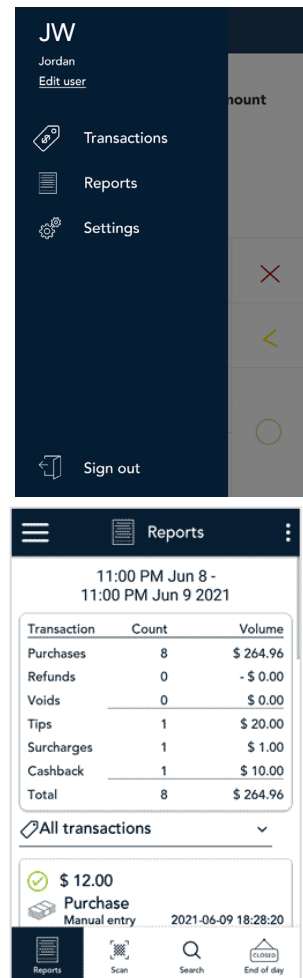 JW
Jordan
Edit user
Transactions
Reports
Settings
Sign out
Reports
11:00 PM Jun 8 -
11:00 PM Jun 9 2021
Transaction Count Volume
Purchases 8 $ 264.96
Refunds 0 - $ 0.00
Voids 0 $ 0.00
Tips 1 $ 20.00
Surcharges 1 $ 1.00
Cashback 1 $ 10.00
Total 8 $ 264.96
All transactions
$ 12.00
Purchase
Manual entry 2021-06-09 18:28:20
CLOSED
Reports Scan Search End of day